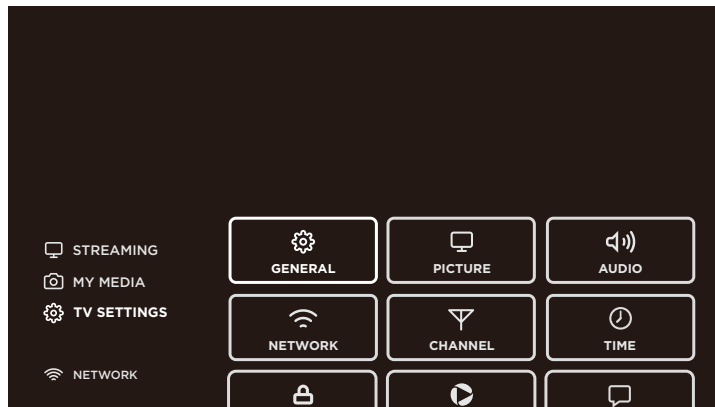 STREAMING
MY MEDIA
TV SETTINGS
NETWORK
GENERAL
PICTURE
AUDIO
NETWORK
CHANNEL
TIME